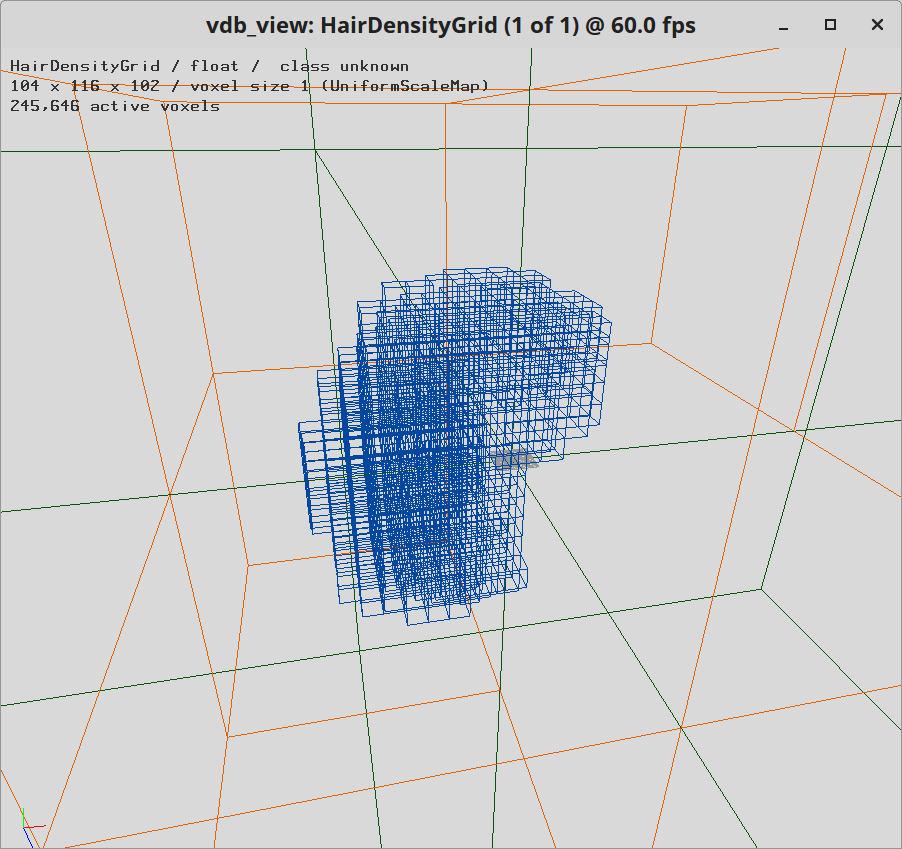 vdb_view: HairDensityGrid (1 of 1) @ 60.0 fps
HairDensityGrid / float /  class unknown
104 x 116 x 102 / voxel size 1 (UniformScaleMap)
245,646 active voxels